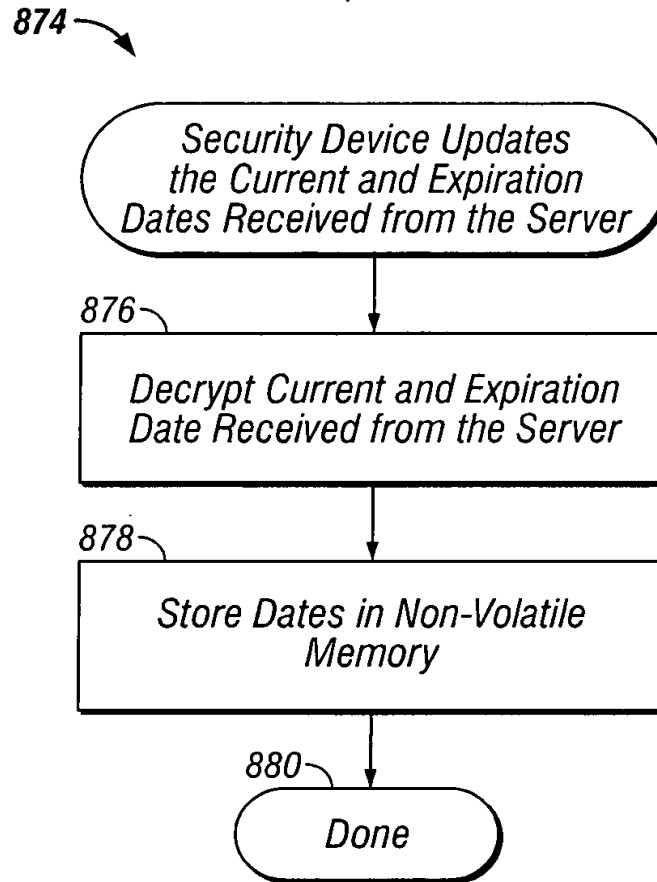 874
Security Device Updates
the Current and Expiration
Dates Received from the Server
876
Decrypt Current and Expiration
Date Received from the Server
878
Store Dates in Non-Volatile
Memory
880
Done